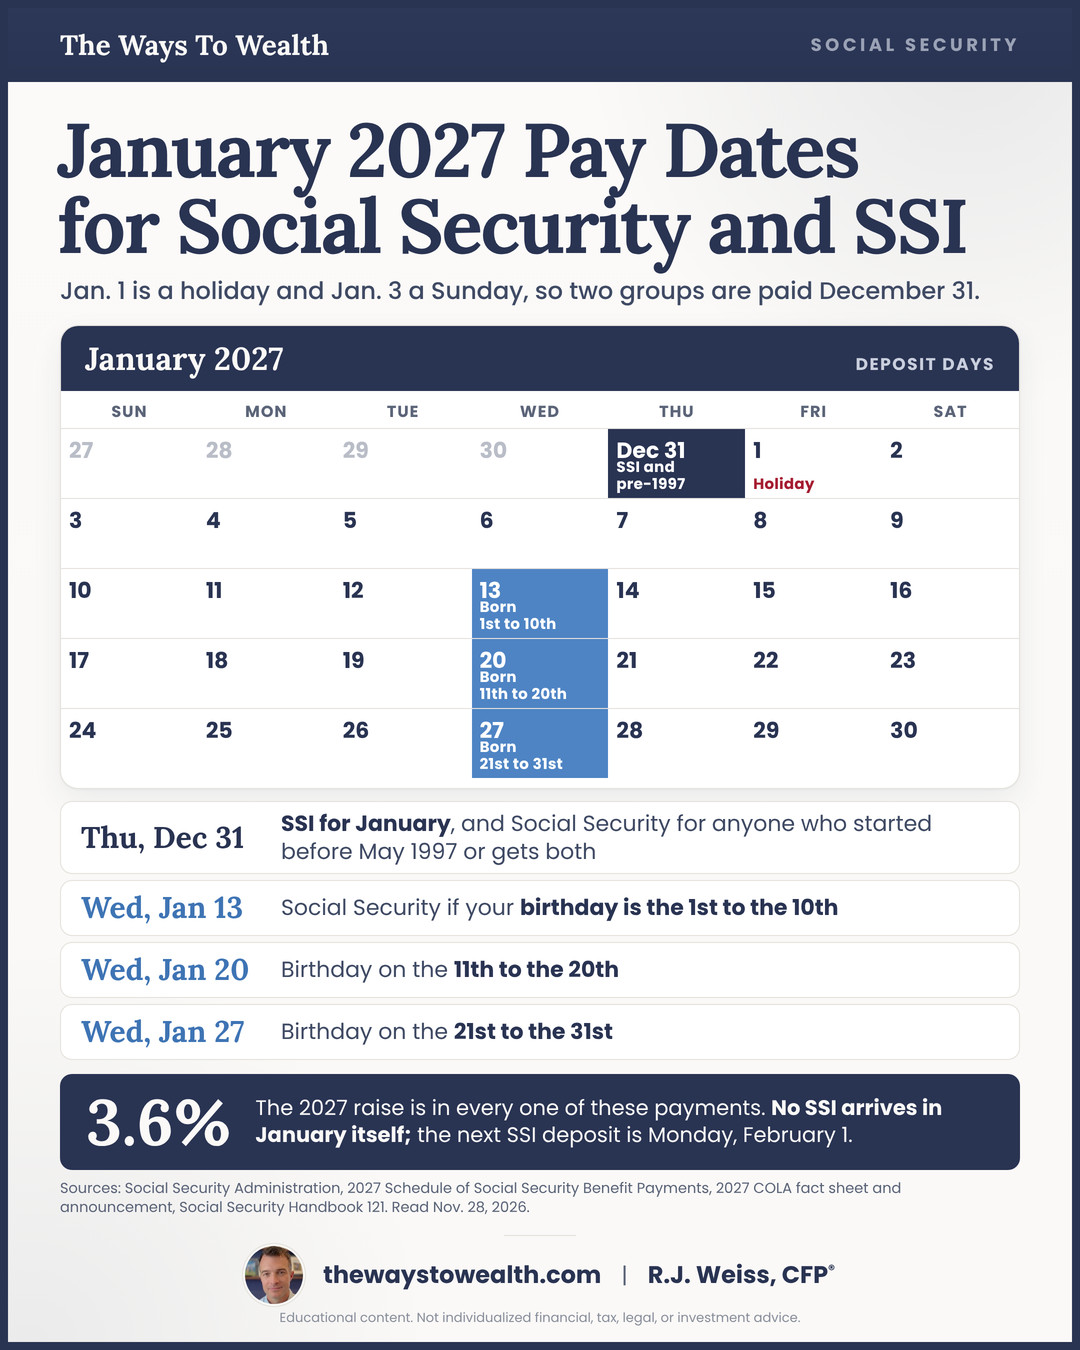 The Ways To Wealth
SOCIAL SECURITY
January 2027 Pay Dates
for Social Security and SSI
Jan. 1 is a holiday and Jan. 3 a Sunday, so two groups are paid December 31.
January 2027
DEPOSIT DAYS
SUN MON TUE WED THU FRI SAT
27 28 29 30 Dec 31 1 2
SSI and
pre-1997 Holiday
3 4 5 6 7 8 9
10 11 12 13 14 15 16
Born
1st to 10th
17 18 19 20 21 22 23
Born
11th to 20th
24 25 26 27 28 29 30
Born
21st to 31st
Thu, Dec 31
SSI for January, and Social Security for anyone who started
before May 1997 or gets both
Wed, Jan 13
Social Security if your birthday is the 1st to the 10th
Wed, Jan 20
Birthday on the 11th to the 20th
Wed, Jan 27
Birthday on the 21st to the 31st
3.6%
The 2027 raise is in every one of these payments. No SSI arrives in
January itself; the next SSI deposit is Monday, February 1.
Sources: Social Security Administration, 2027 Schedule of Social Security Benefit Payments, 2027 COLA fact sheet and
announcement, Social Security Handbook 121. Read Nov. 28, 2026.
thewaystowealth.com | R.J. Weiss, CFP®
Educational content. Not individualized financial, tax, legal, or investment advice.